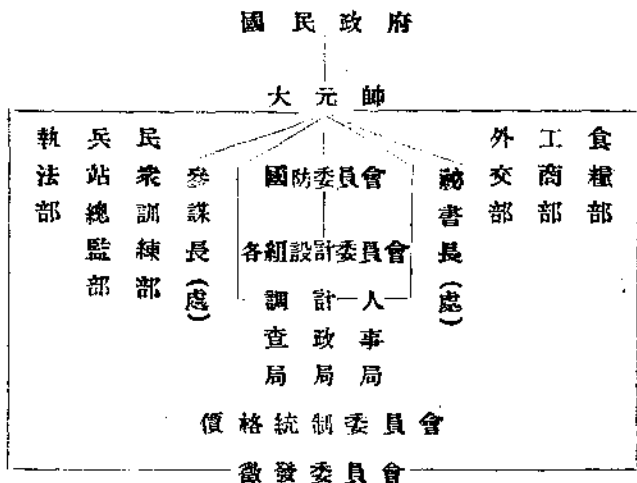 國民政府
大元帥
執法部
兵站總監部
民衆訓練部
參謀長(處)
國防委員會
各組設計委員會
調查局
計政局
人事局
秘書長(處)
外交部
工商部
食糧部
價格統制委員會
徵發委員會